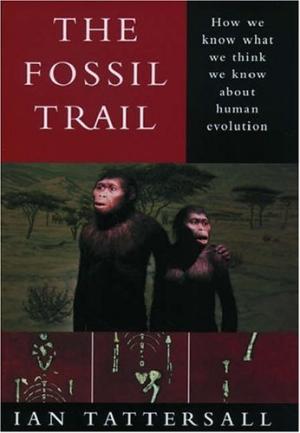 THE
FOSSIL
TRAIL
How we
know what
we think
we know
about
human
evolution
IAN TATTERSALL